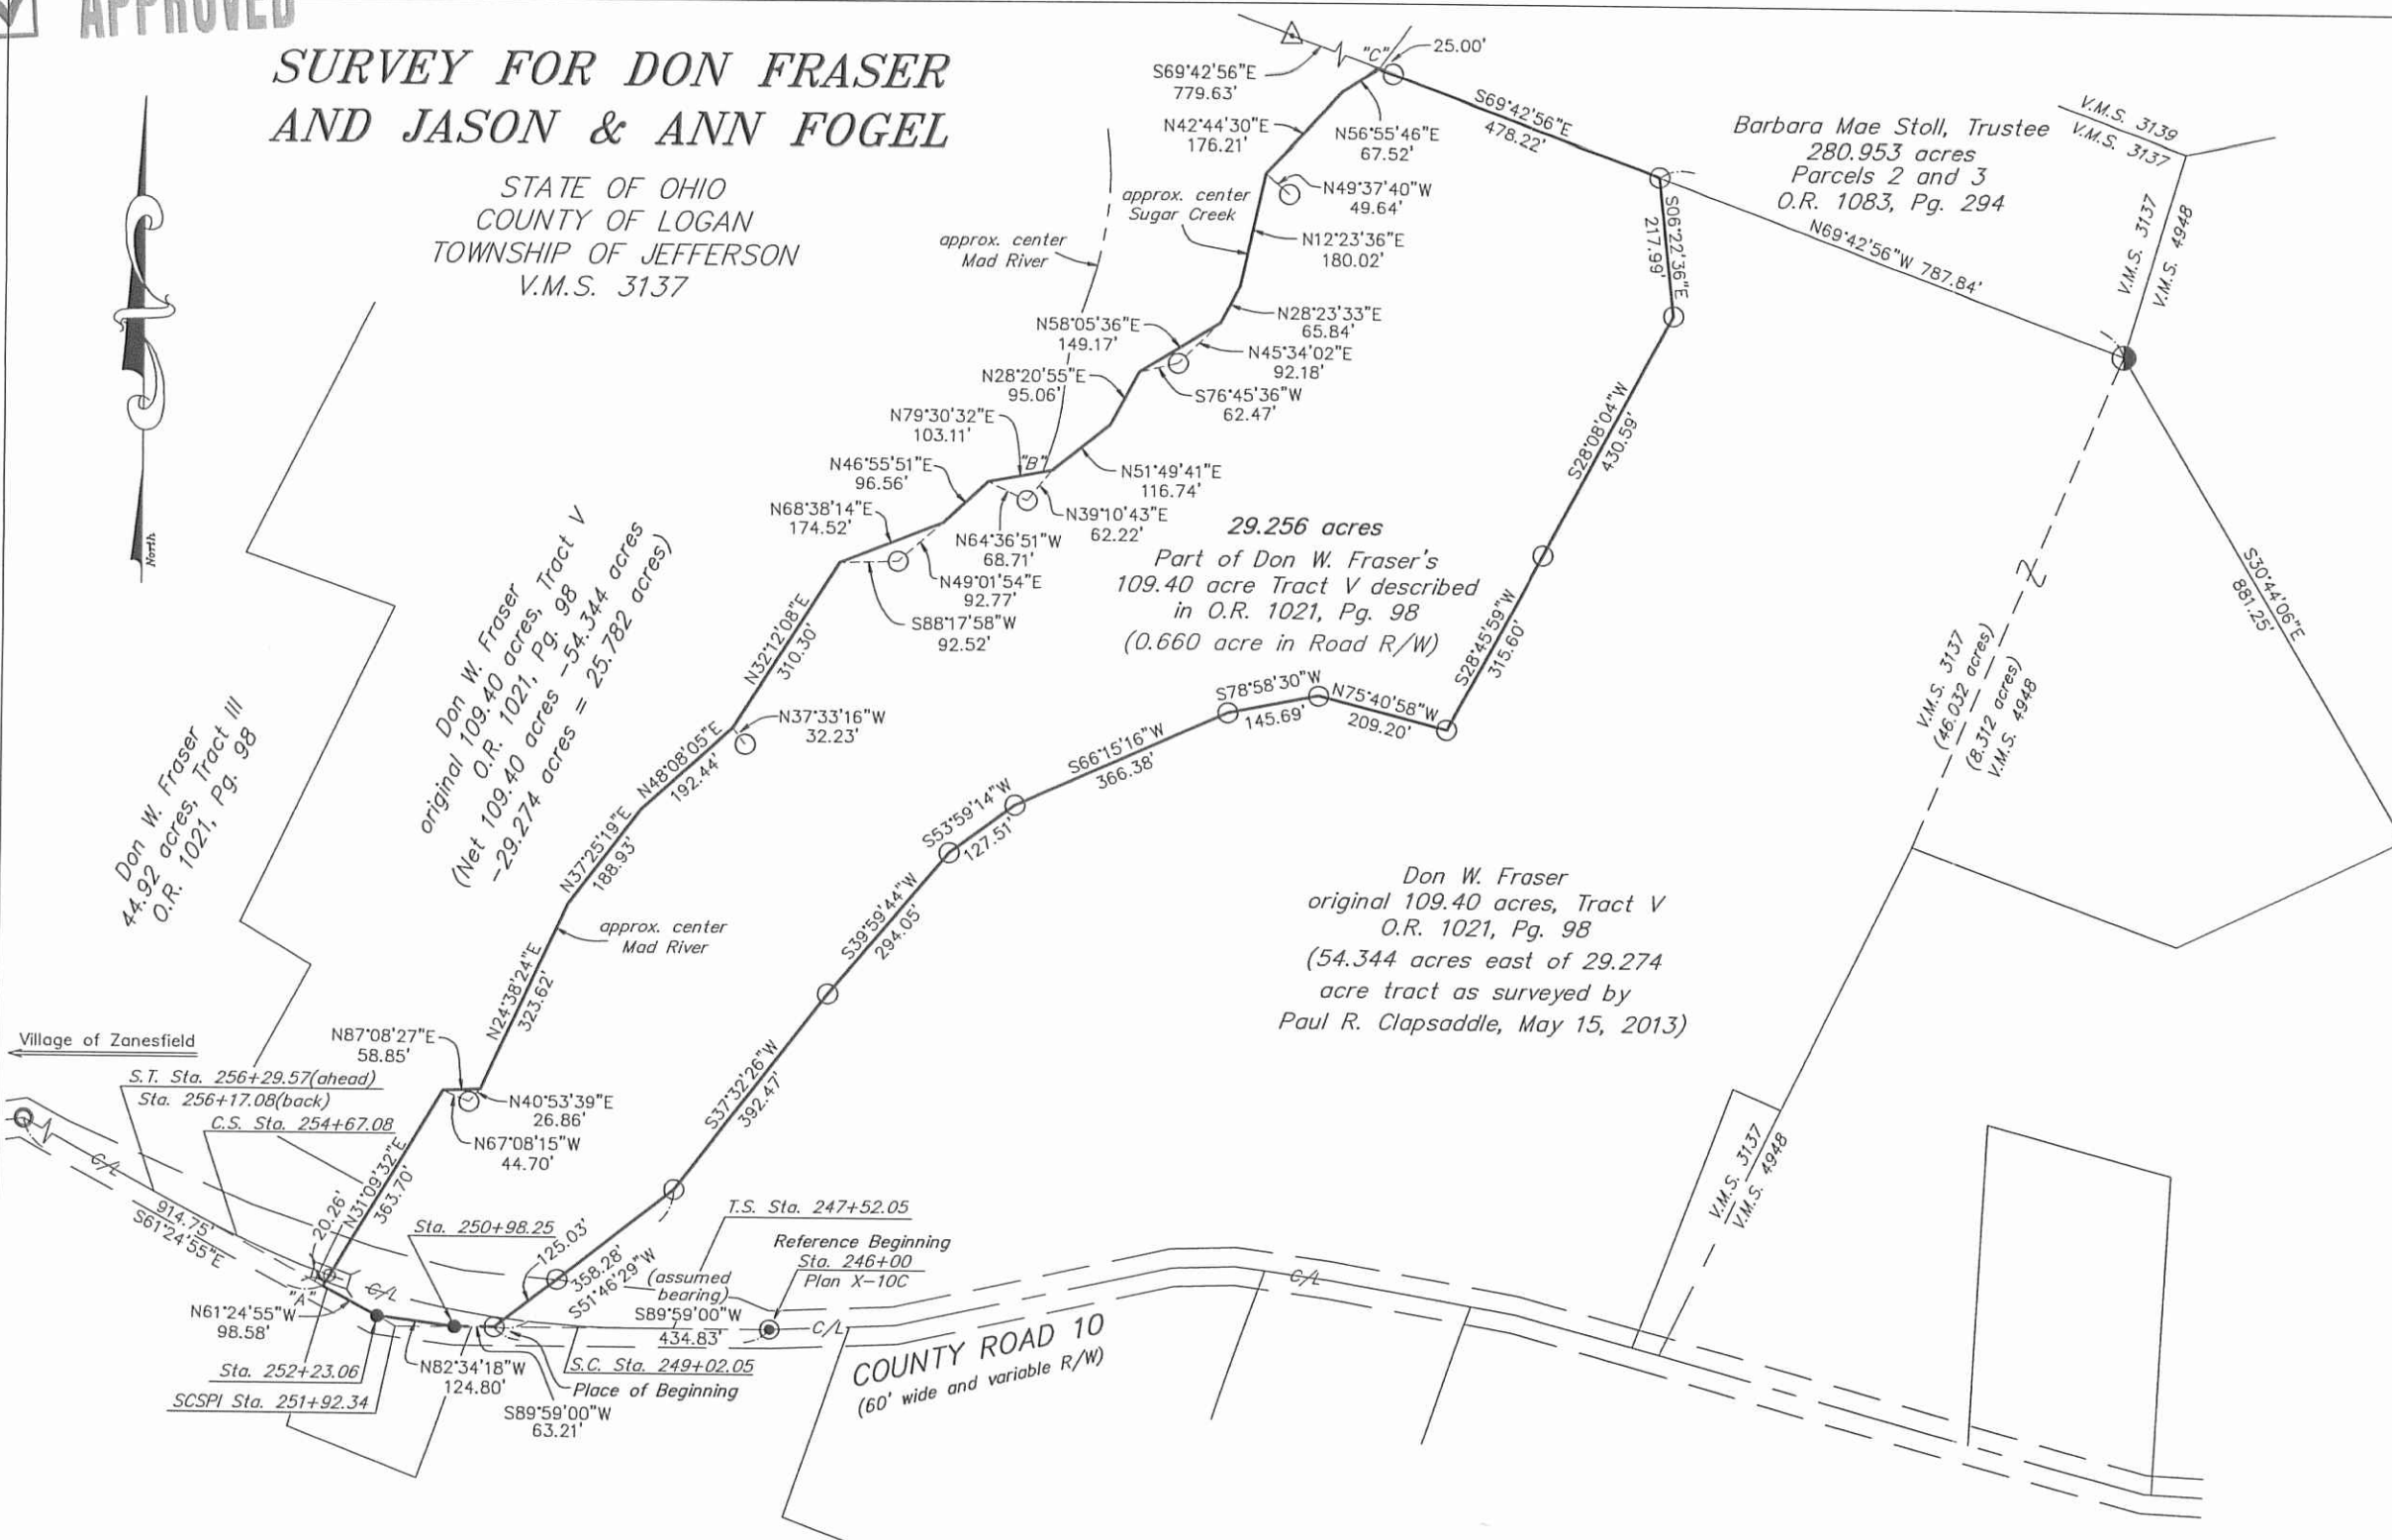 APPROVED
SURVEY FOR DON FRASER
AND JASON & ANN FOGEL
STATE OF OHIO
COUNTY OF LOGAN
TOWNSHIP OF JEFFERSON
V.M.S. 3137
North
"C"
25.00'
S69°42'56"E
779.63'
S69°42'56"E
478.22'
N42°44'30"E
176.21'
N56°55'46"E
67.52'
Barbara Mae Stoll, Trustee
280.953 acres
Parcels 2 and 3
O.R. 1083, Pg. 294
V.M.S. 3139
V.M.S. 3137
V.M.S. 3137
V.M.S. 4948
N69°42'56"W 787.84'
approx. center
Sugar Creek
N49°37'40"W
49.64'
S06°22'36"E
217.99'
approx. center
Mad River
N12°23'36"E
180.02'
N58°05'36"E
149.17'
N28°23'33"E
65.84'
N45°34'02"E
92.18'
N28°20'55"E
95.06'
S76°45'36"W
62.47'
N79°30'32"E
103.11'
"B"
N46°55'51"E
96.56'
N51°49'41"E
116.74'
S28°08'04"W
430.59'
N68°38'14"E
174.52'
N39°10'43"E
62.22'
N64°36'51"W
68.71'
N49°01'54"E
92.77'
S88°17'58"W
92.52'
29.256 acres
Part of Don W. Fraser's
109.40 acre Tract V described
in O.R. 1021, Pg. 98
(0.660 acre in Road R/W)
S30°44'06"E
881.25'
Don W. Fraser
original 109.40 acres, Tract V
O.R. 1021, Pg. 98
(Net 109.40 acres -54.344 acres
-29.274 acres = 25.782 acres)
Don W. Fraser
44.92 acres, Tract III
O.R. 1021, Pg. 98
N32°12'08"E
310.30'
S28°45'59"W
315.60'
V.M.S. 3137
(46.032 acres)
(8.312 acres)
V.M.S. 4948
N37°33'16"W
32.23'
S78°58'30"W
145.69'
N75°40'58"W
209.20'
N48°08'05"E
192.44'
S66°15'16"W
366.38'
N37°25'19"E
188.93'
S53°59'14"W
127.51'
approx. center
Mad River
S39°59'44"W
294.05'
Don W. Fraser
original 109.40 acres, Tract V
O.R. 1021, Pg. 98
(54.344 acres east of 29.274
acre tract as surveyed by
Paul R. Clapsaddle, May 15, 2013)
N24°38'24"E
323.62'
Village of Zanesfield
N87°08'27"E
58.85'
S.T. Sta. 256+29.57(ahead)
Sta. 256+17.08(back)
C.S. Sta. 254+67.08
N40°53'39"E
26.86'
N67°08'15"W
44.70'
S37°32'26"W
392.47'
V.M.S. 3137
V.M.S. 4948
C/L
914.75'
S61°24'55"E
20.26'
N31°09'32"E
363.70'
Sta. 250+98.25
T.S. Sta. 247+52.05
125.03'
358.28'
S51°46'29"W
Reference Beginning
Sta. 246+00
Plan X-10C
(assumed
bearing)
S89°59'00"W
434.83'
C/L
C/L
C/L
"A"
N61°24'55"W
98.58'
Sta. 252+23.06
SCSPI Sta. 251+92.34
N82°34'18"W
124.80'
S.C. Sta. 249+02.05
Place of Beginning
S89°59'00"W
63.21'
COUNTY ROAD 10
(60' wide and variable R/W)